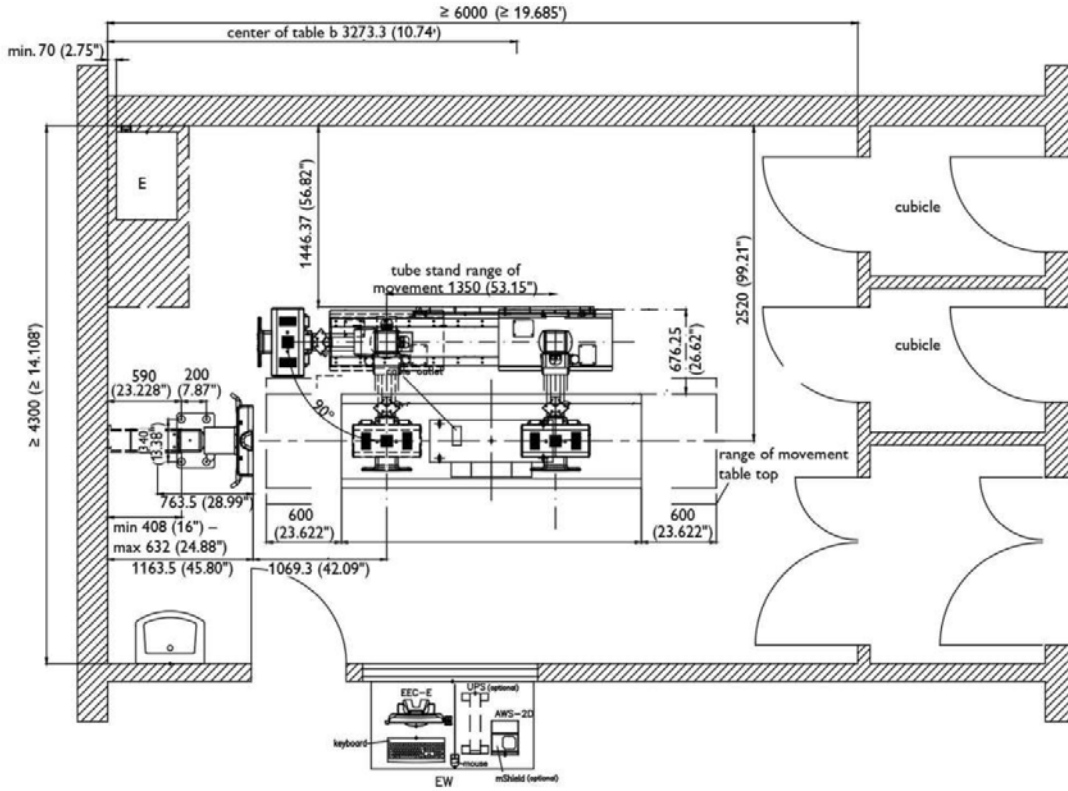 ≥ 6000 (≥ 19.685')
center of table b 3273.3 (10.74')
min. 70 (2.75")
E
cubicle
1446.37 (56.82")
2520 (99.21")
tube stand range of
movement 1350 (53.15")
676.25
(26.62")
cubicle
≥ 4300 (≥ 14.108')
590
(23.228")
200
(7.87")
cable outlet
90°
340
(13.38")
range of movement
table top
763.5 (28.99")
600
(23.622")
600
(23.622")
min 408 (16") –
max 632 (24.88")
1163.5 (45.80")
1069.3 (42.09")
EEC-E
UPS (optional)
AWS-2D
keyboard
mouse
mShield (optional)
EW